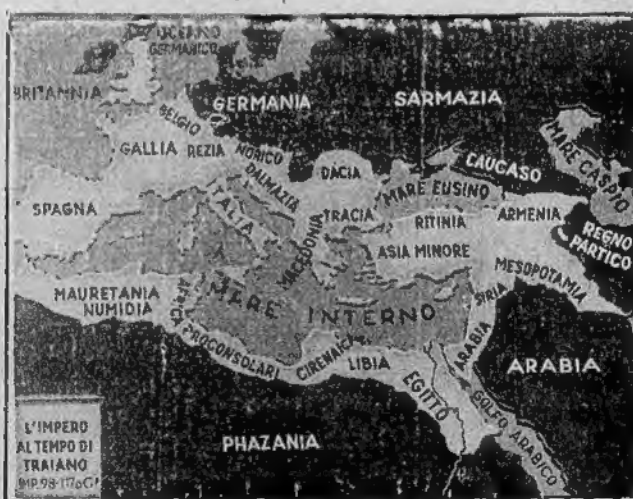 OCEANO
GERMANICO
BRITANNIA
GERMANIA
SARMAZIA
MARE CASPIO
BELGIO
GALLIA
REZIA
NORICO
DALMAZIA
DACIA
CAUCASO
MARE EUSINO
SPAGNA
ITALIA
MACEDONIA
TRACIA
RITINIA
ARMENIA
REGNO
PARTICO
ASIA MINORE
MESOPOTAMIA
MAURETANIA
NUMIDIA
AFRICA PROCONSOLARI
MARE INTERNO
SIRIA
CIRENAICA
LIBIA
EGITTO
ARABIA
ARABIA
GOLFO ARABICO
PHAZANIA
L'IMPERO
AL TEMPO DI
TRAIANO